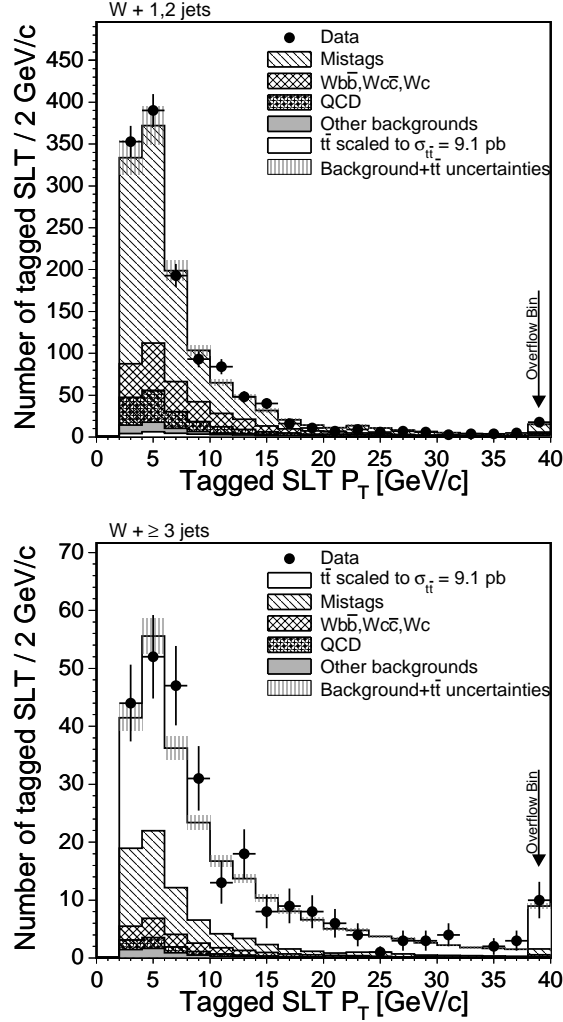 W + 1,2 jets
Number of tagged SLT / 2 GeV/c
450
400
350
300
250
200
150
100
50
0
Data
Mistags
Wbb̅,Wcc̅,Wc
QCD
Other backgrounds
tt̅ scaled to σtt̅ = 9.1 pb
Background+tt̅ uncertainties
Overflow Bin
0 5 10 15 20 25 30 35 40
Tagged SLT PT [GeV/c]
W + ≥ 3 jets
Number of tagged SLT / 2 GeV/c
70
60
50
40
30
20
10
0
Data
tt̅ scaled to σtt̅ = 9.1 pb
Mistags
Wbb̅,Wcc̅,Wc
QCD
Other backgrounds
Background+tt̅ uncertainties
Overflow Bin
0 5 10 15 20 25 30 35 40
Tagged SLT PT [GeV/c]